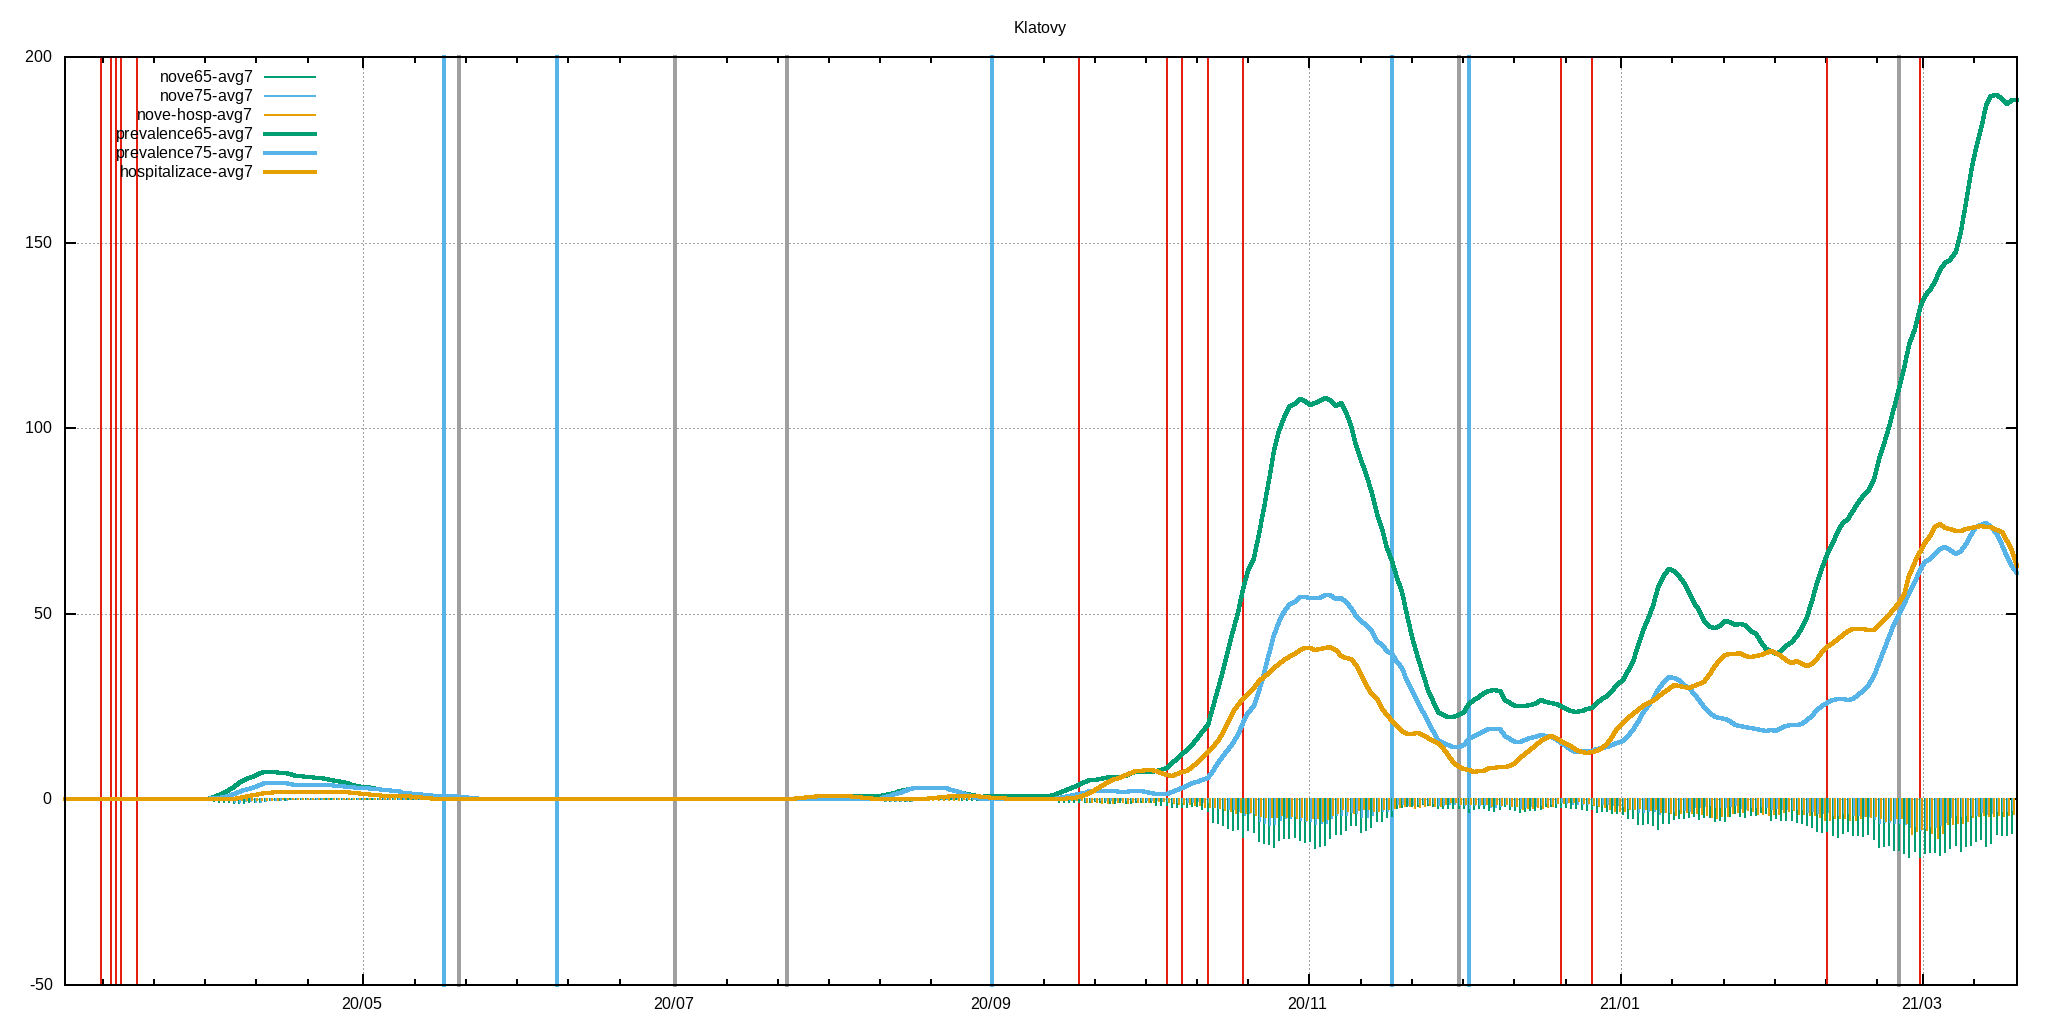 Klatovy
200
150
100
50
0
-50
nove65-avg7
nove75-avg7
nove-hosp-avg7
prevalence65-avg7
prevalence75-avg7
hospitalizace-avg7
20/05 20/07 20/09 20/11 21/01 21/03